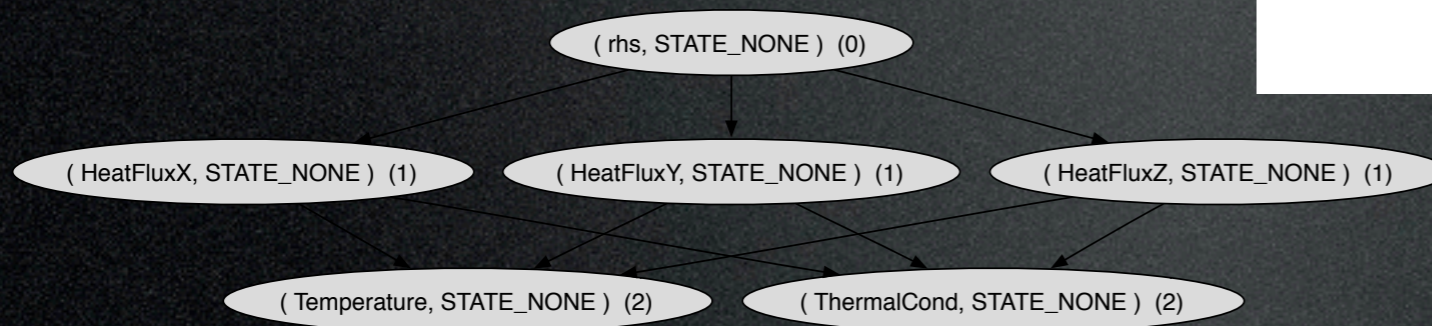 ( rhs, STATE_NONE ) (0)
( HeatFluxX, STATE_NONE ) (1)
( HeatFluxY, STATE_NONE ) (1)
( HeatFluxZ, STATE_NONE ) (1)
( Temperature, STATE_NONE ) (2)
( ThermalCond, STATE_NONE ) (2)